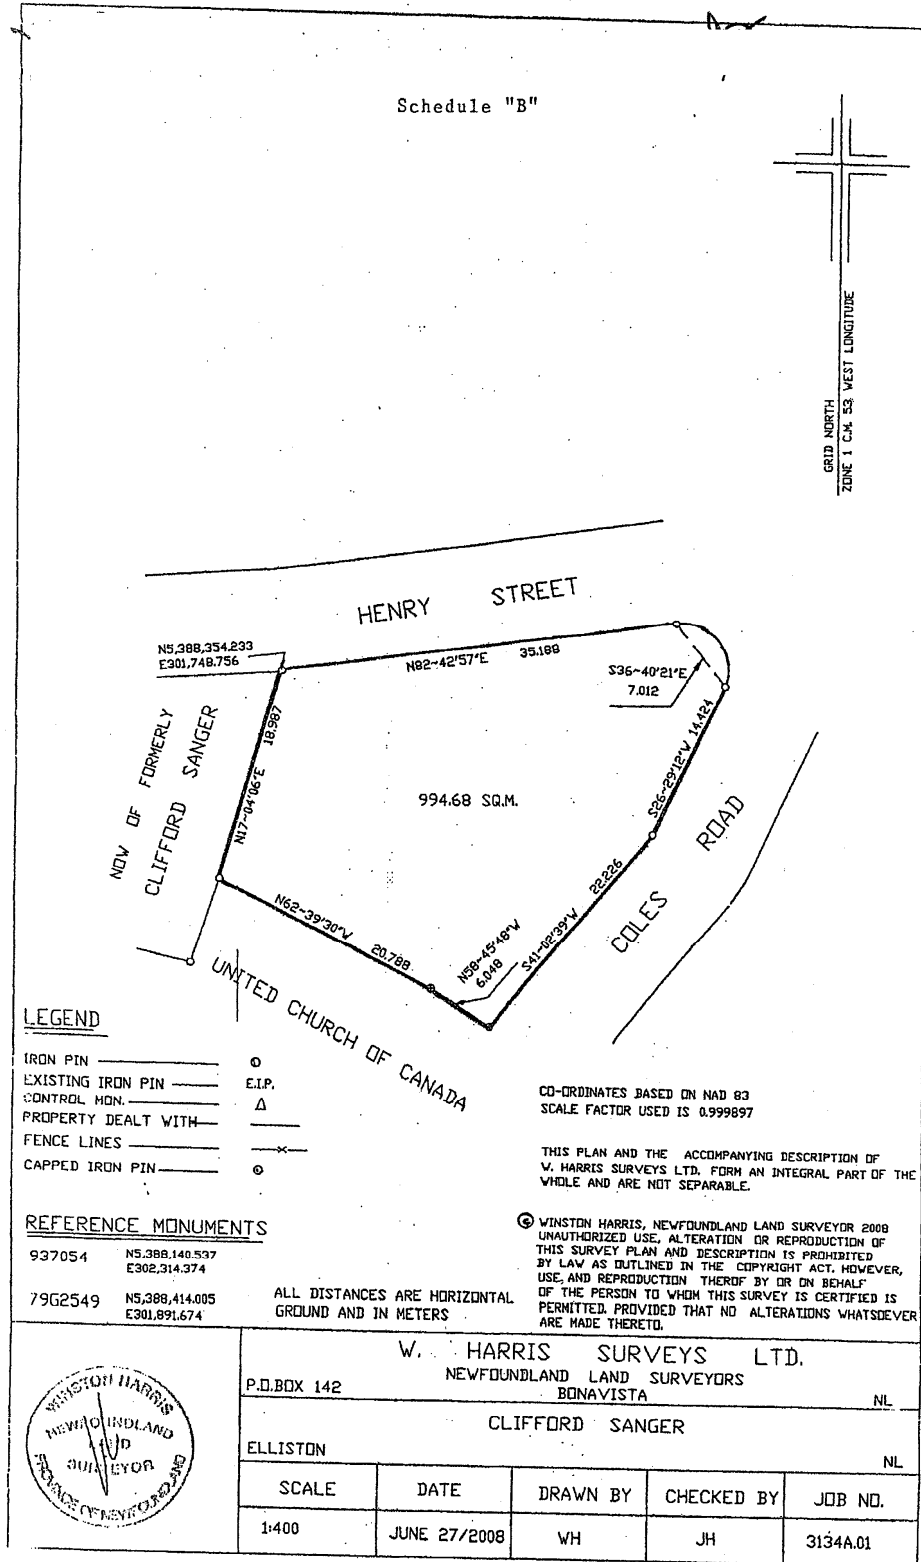 Schedule "B"
GRID NORTH
ZONE 1 C.M. 53 WEST LONGITUDE
HENRY STREET
N5,388,354.233
E301,748.756
N82~42'57"E 35.188
S36~40'21"E
7.012
NOW OF FORMERLY
CLIFFORD SANGER
N17~04'06"E 18.987
994.68 SQ.M.
S26~29'12"W 14.424
COLES ROAD
N62~39'30"W 20.788
N58~45'48"W
6.048
S41~02'39"W 22.226
UNITED CHURCH OF CANADA
LEGEND
IRON PIN
EXISTING IRON PIN E.I.P.
CONTROL MON.
PROPERTY DEALT WITH
FENCE LINES
CAPPED IRON PIN
CO-ORDINATES BASED ON NAD 83
SCALE FACTOR USED IS 0.999897
THIS PLAN AND THE ACCOMPANYING DESCRIPTION OF
W. HARRIS SURVEYS LTD. FORM AN INTEGRAL PART OF THE
WHOLE AND ARE NOT SEPARABLE.
REFERENCE MONUMENTS
937054 N5,388,140.537
E302,314.374
79G2549 N5,388,414.005
E301,891.674
ALL DISTANCES ARE HORIZONTAL
GROUND AND IN METERS
© WINSTON HARRIS, NEWFOUNDLAND LAND SURVEYOR 2008
UNAUTHORIZED USE, ALTERATION OR REPRODUCTION OF
THIS SURVEY PLAN AND DESCRIPTION IS PROHIBITED
BY LAW AS OUTLINED IN THE COPYRIGHT ACT. HOWEVER,
USE, AND REPRODUCTION THEROF BY OR ON BEHALF
OF THE PERSON TO WHOM THIS SURVEY IS CERTIFIED IS
PERMITTED. PROVIDED THAT NO ALTERATIONS WHATSOEVER
ARE MADE THERETO.
WINSTON HARRIS
NEWFOUNDLAND
LAND
SURVEYOR
PROVINCE OF NEWFOUNDLAND
W. HARRIS SURVEYS LTD.
NEWFOUNDLAND LAND SURVEYORS
P.O.BOX 142 BONAVISTA NL
CLIFFORD SANGER
ELLISTON NL
SCALE DATE DRAWN BY CHECKED BY JOB NO.
1:400 JUNE 27/2008 WH JH 3134A.01